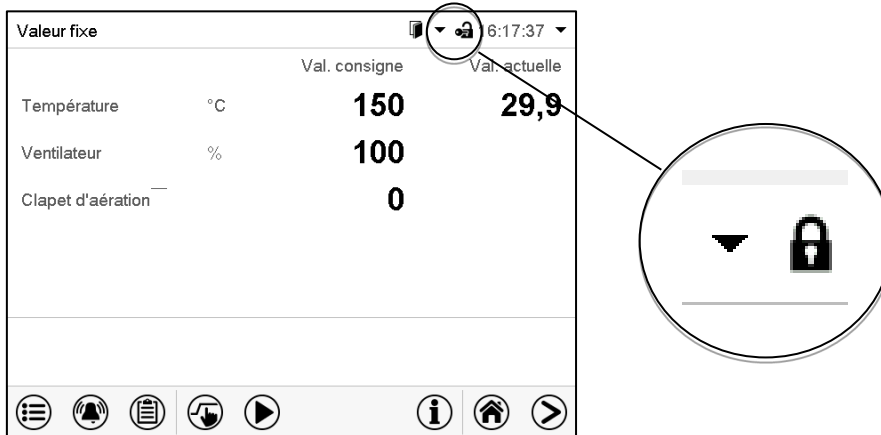 Valeur fixe 16:17:37
Val. consigne Val. actuelle
Température °C 150 29,9
Ventilateur % 100
Clapet d'aération 0